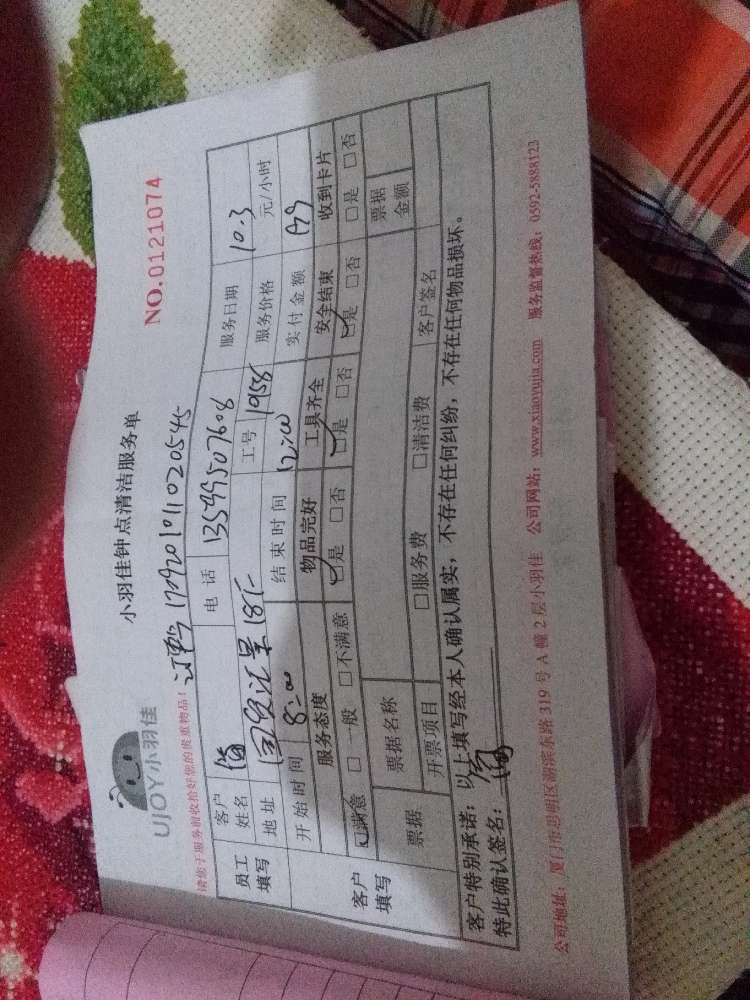 UJOY小羽佳
小羽佳钟点清洁服务单
NO.0121074
请您于服务前收拾好您的贵重物品!
订单号
员工填写 客户姓名 电话 13599507608 服务日期 10.3
地址 18F 工号 1958 服务价格 元/小时
开始时间 8:00 结束时间 12:00 实付金额
客户填写 服务态度 物品完好 工具齐全 安全结束 收到卡片
☑满意 □一般 □不满意 ☑是 □否 ☑是 □否 ☑是 □否 □是 □否
票据 票据名称 票据金额
开票项目 □服务费 □清洁费 客户签名
客户特别承诺:以上填写经本人确认属实,不存在任何纠纷,不存在任何物品损坏。
特此确认签名:
公司地址:厦门市思明区湖滨东路319号A幢2层小羽佳 公司网站:www.xiaoyujia.com 服务监督热线:0592-5888123